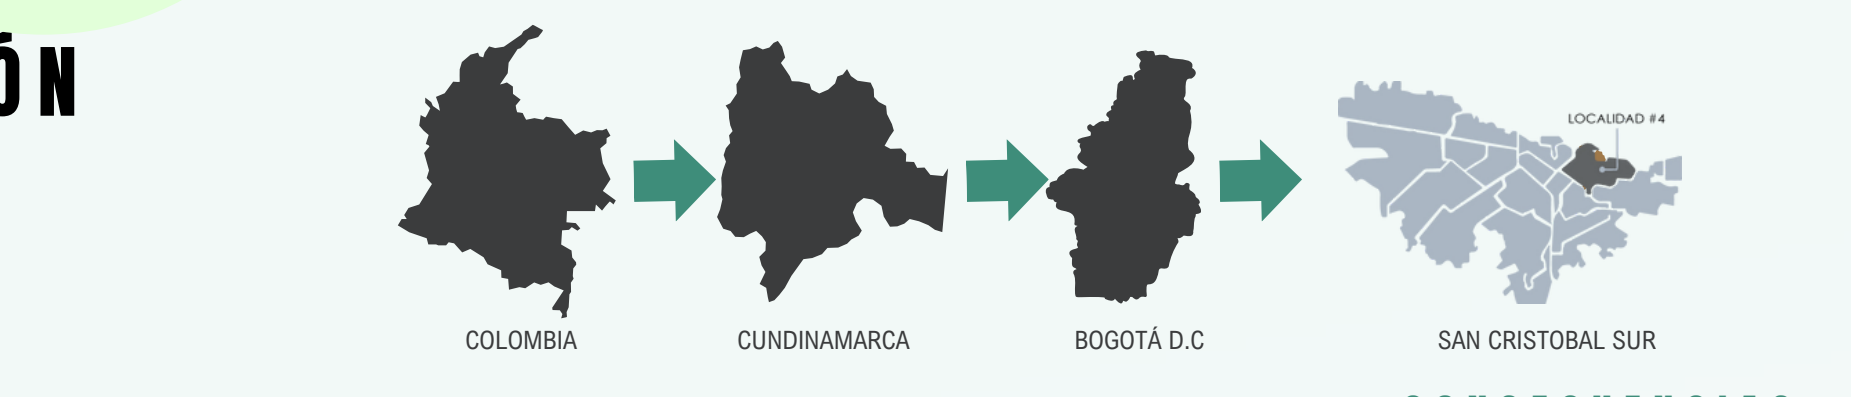 ÓN
LOCALIDAD #4
COLOMBIA
CUNDINAMARCA
BOGOTÁ D.C
SAN CRISTOBAL SUR